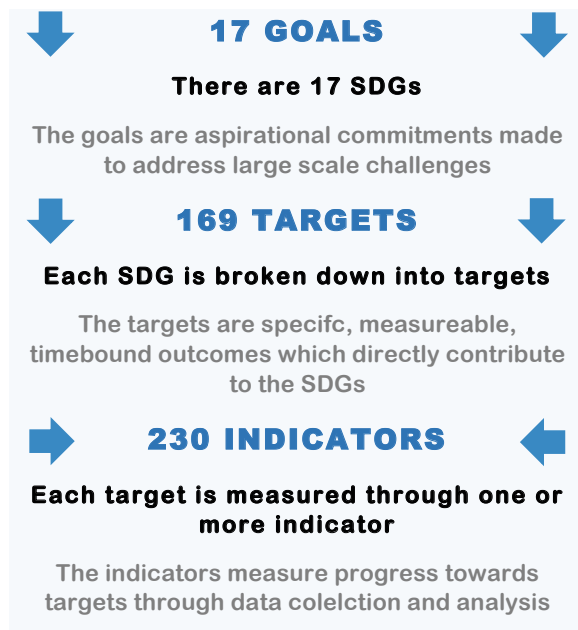 17 GOALS
There are 17 SDGs
The goals are aspirational commitments made
to address large scale challenges
169 TARGETS
Each SDG is broken down into targets
The targets are specifc, measureable,
timebound outcomes which directly contribute
to the SDGs
230 INDICATORS
Each target is measured through one or
more indicator
The indicators measure progress towards
targets through data colelction and analysis